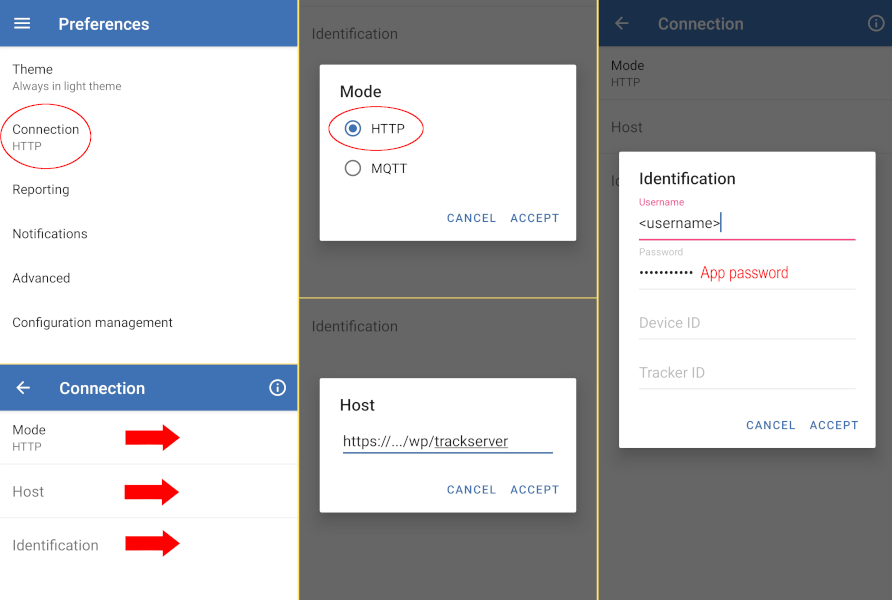 Preferences
Theme
Always in light theme
Connection
HTTP
Reporting
Notifications
Advanced
Configuration management
Connection
Mode
HTTP
Host
Identification
Identification
Mode
HTTP
MQTT
CANCEL ACCEPT
Identification
Host
https://.../wp/trackserver
CANCEL ACCEPT
Connection
Mode
HTTP
Host
Identification
Username
<username>
Password
••••••••••• App password
Device ID
Tracker ID
CANCEL ACCEPT